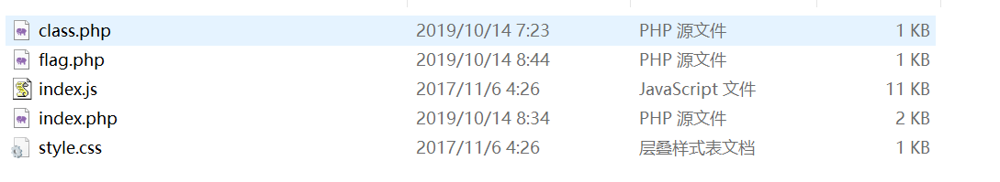 class.php 2019/10/14 7:23 PHP 源文件 1 KB
flag.php 2019/10/14 8:44 PHP 源文件 1 KB
index.js 2017/11/6 4:26 JavaScript 文件 11 KB
index.php 2019/10/14 8:34 PHP 源文件 2 KB
style.css 2017/11/6 4:26 层叠样式表文档 1 KB